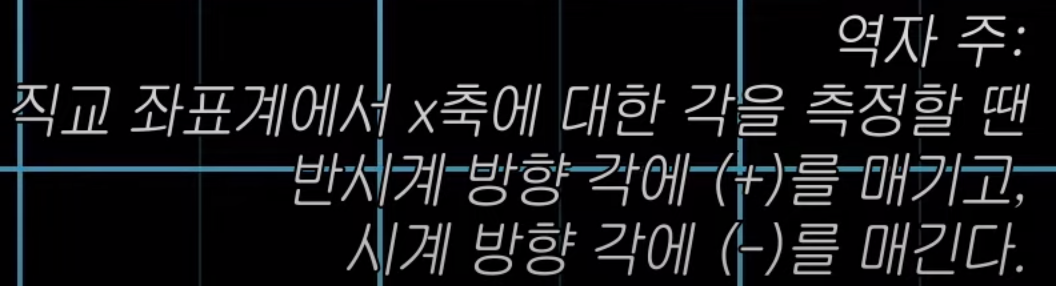 역자 주:
직교 좌표계에서 x축에 대한 각을 측정할 땐
반시계 방향 각에 (+)를 매기고,
시계 방향 각에 (-)를 매긴다.